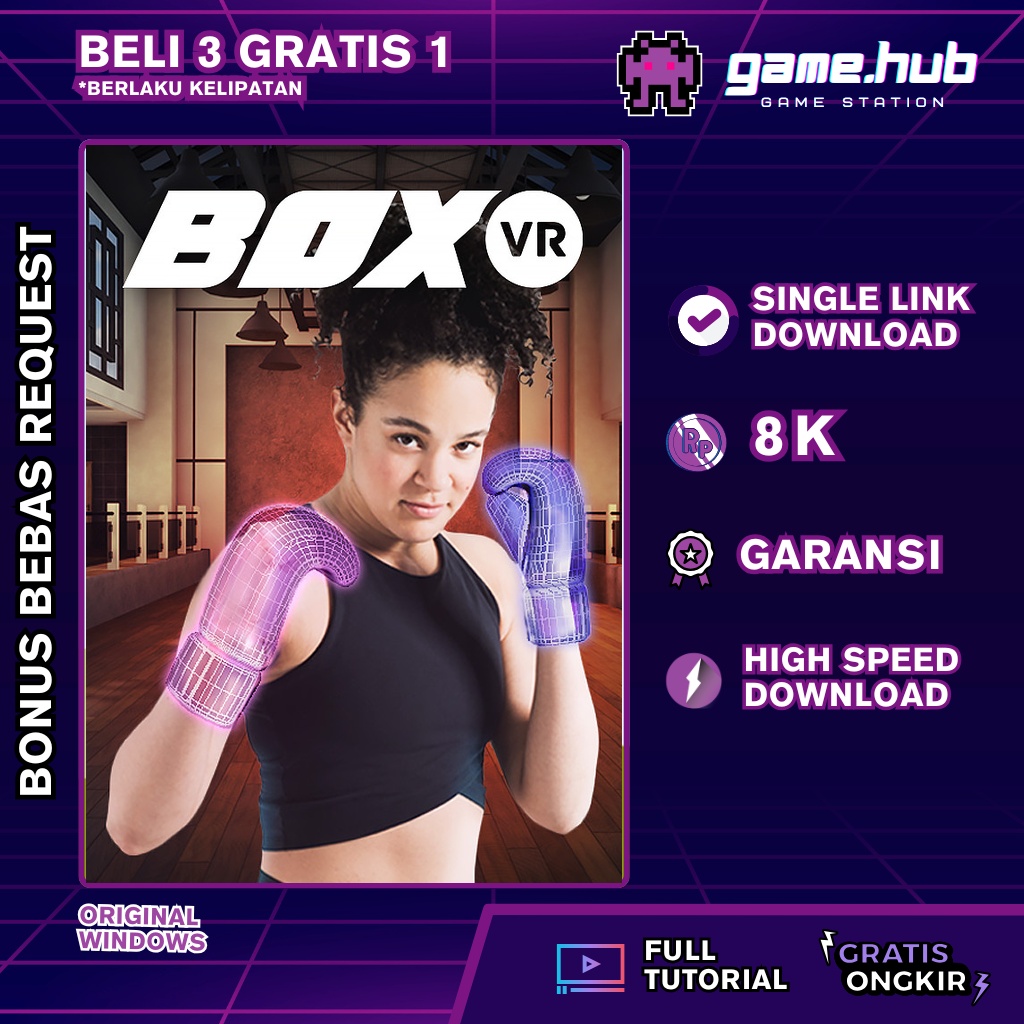 BELI 3 GRATIS 1
*BERLAKU KELIPATAN
game.hub
GAME STATION
BONUS BEBAS REQUEST
BOX VR
SINGLE LINK
DOWNLOAD
RP
8K
GARANSI
HIGH SPEED
DOWNLOAD
ORIGINAL
WINDOWS
FULL
TUTORIAL
GRATIS
ONGKIR